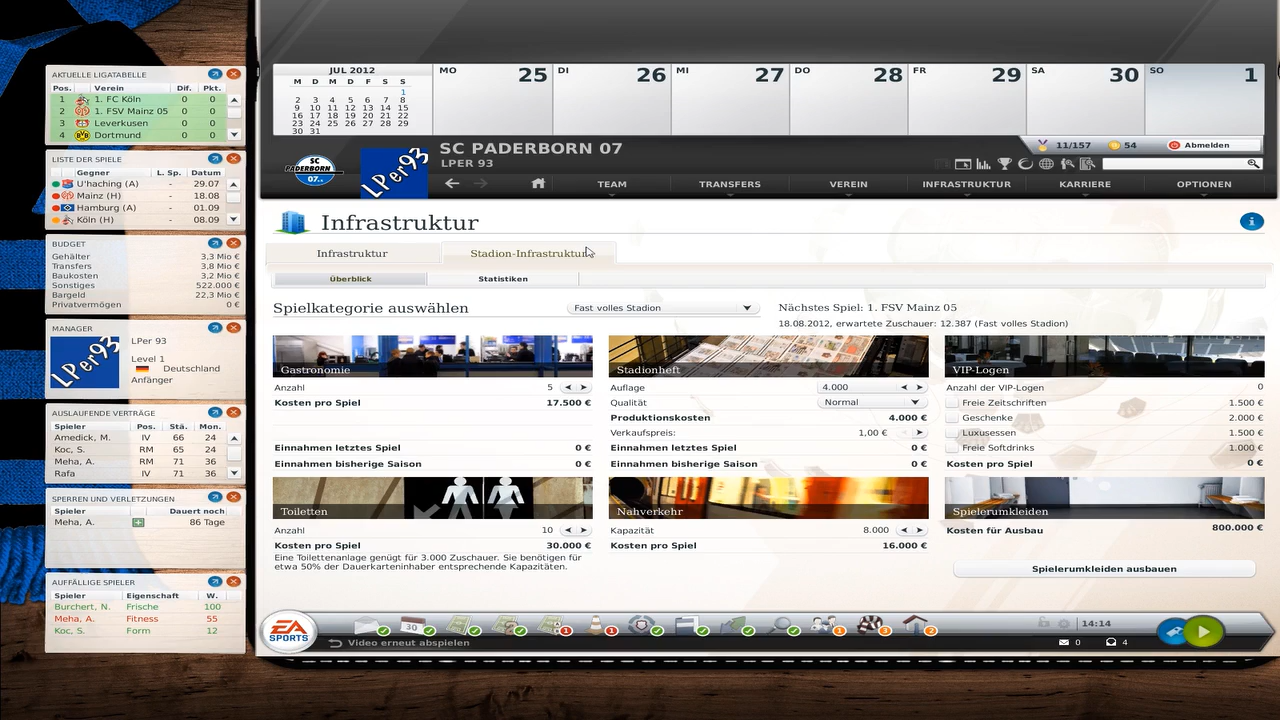 AKTUELLE LIGATABELLE
Pos. Verein Dif. Pkt.
1 1. FC Köln 0 0
2 1. FSV Mainz 05 0 0
3 Leverkusen 0 0
4 Dortmund 0 0
LISTE DER SPIELE
Gegner L. Sp. Datum
U'haching (A) - 29.07
Mainz (H) - 18.08
Hamburg (A) - 01.09
Köln (H) - 08.09
BUDGET
Gehälter 3,3 Mio €
Transfers 3,8 Mio €
Baukosten 3,2 Mio €
Sonstiges 522.000 €
Bargeld 22,3 Mio €
Privatvermögen 0 €
MANAGER
LPer93
LPer 93
Level 1
Deutschland
Anfänger
AUSLAUFENDE VERTRÄGE
Spieler Pos. Stä. Mon.
Amedick, M. IV 66 24
Koc, S. RM 65 24
Meha, A. RM 71 36
Rafa IV 71 36
SPERREN UND VERLETZUNGEN
Spieler Dauert noch
Meha, A. 86 Tage
AUFFÄLLIGE SPIELER
Spieler Eigenschaft W.
Burchert, N. Frische 100
Meha, A. Fitness 55
Koc, S. Form 12
JUL 2012
M D M D F S S
1
2 3 4 5 6 7 8
9 10 11 12 13 14 15
16 17 18 19 20 21 22
23 24 25 26 27 28 29
30 31
MO 25 DI 26 MI 27 DO 28 FR 29 SA 30 SO 1
11/157 54 Abmelden
SC PADERBORN 07..
LPer93
SC PADERBORN 07
LPER 93
TEAM TRANSFERS VEREIN INFRASTRUKTUR KARRIERE OPTIONEN
Infrastruktur
Infrastruktur Stadion-Infrastruktur
Überblick Statistiken
Spielkategorie auswählen Fast volles Stadion
Nächstes Spiel: 1. FSV Mainz 05
18.08.2012, erwartete Zuschauer: 12.387 (Fast volles Stadion)
Gastronomie
Anzahl 5
Kosten pro Spiel 17.500 €
Einnahmen letztes Spiel 0 €
Einnahmen bisherige Saison 0 €
Stadionheft
Auflage 4.000
Qualität Normal
Produktionskosten 4.000 €
Verkaufspreis: 1,00 €
Einnahmen letztes Spiel 0 €
Einnahmen bisherige Saison 0 €
VIP-Logen
Anzahl der VIP-Logen 0
Freie Zeitschriften 1.500 €
Geschenke 2.000 €
Luxusessen 1.500 €
Freie Softdrinks 1.000 €
Kosten pro Spiel 0 €
Toiletten
Anzahl 10
Kosten pro Spiel 30.000 €
Eine Toilettenanlage genügt für 3.000 Zuschauer. Sie benötigen für
etwa 50% der Dauerkarteninhaber entsprechende Kapazitäten.
Nahverkehr
Kapazität 8.000
Kosten pro Spiel 16.000 €
Spielerumkleiden
Kosten für Ausbau 800.000 €
Spielerumkleiden ausbauen
EA SPORTS
30 1 1 1 3 2
14:14
Video erneut abspielen
0 4